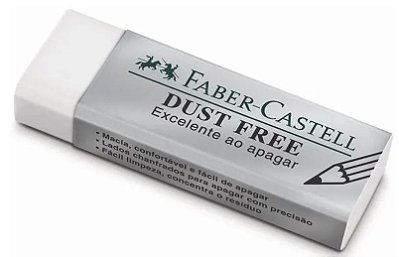 FABER-CASTELL
DUST FREE
Excelente ao apagar
• Macia, confortável e fácil de apagar
• Lados chanfrados para apagar com precisão
• Fácil limpeza, concentra o resíduo